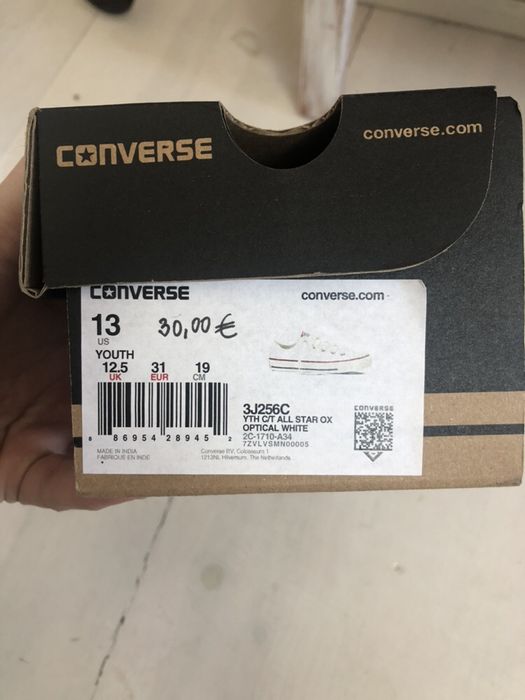 CONVERSE
converse.com
CONVERSE
converse.com
13
US
30,00€
YOUTH
12.5 31 19
UK EUR CM
8 86954 28945 2
3J256C
YTH C/T ALL STAR OX
OPTICAL WHITE
2C-1710-A34
7ZVLVSMN00005
CONVERSE
MADE IN INDIA
FABRIQUÉ EN INDE
Converse BV, Colosseum 1
1213NL Hilversum, The Netherlands